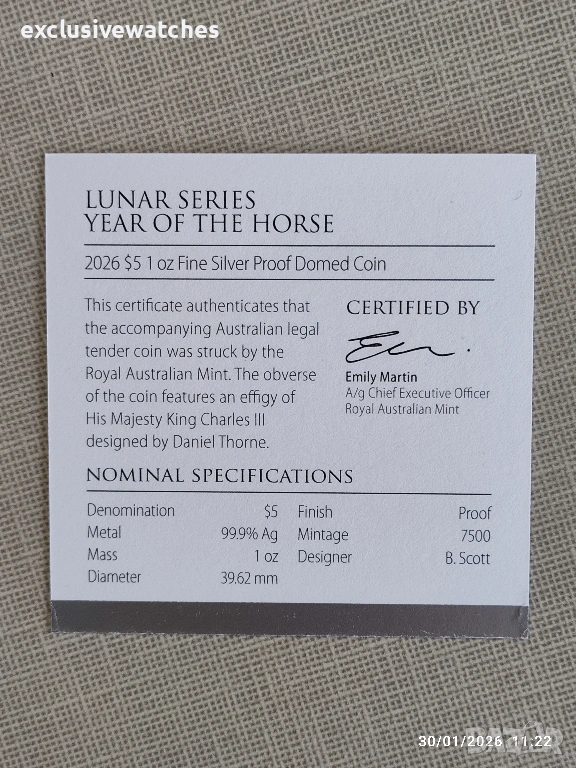 exclusivewatches
LUNAR SERIES
YEAR OF THE HORSE
2026 $5 1 oz Fine Silver Proof Domed Coin
This certificate authenticates that
the accompanying Australian legal
tender coin was struck by the
Royal Australian Mint. The obverse
of the coin features an effigy of
His Majesty King Charles III
designed by Daniel Thorne.
CERTIFIED BY
Emily Martin
A/g Chief Executive Officer
Royal Australian Mint
NOMINAL SPECIFICATIONS
Denomination $5 Finish Proof
Metal 99.9% Ag Mintage 7500
Mass 1 oz Designer B. Scott
Diameter 39.62 mm
30/01/2026 11:22